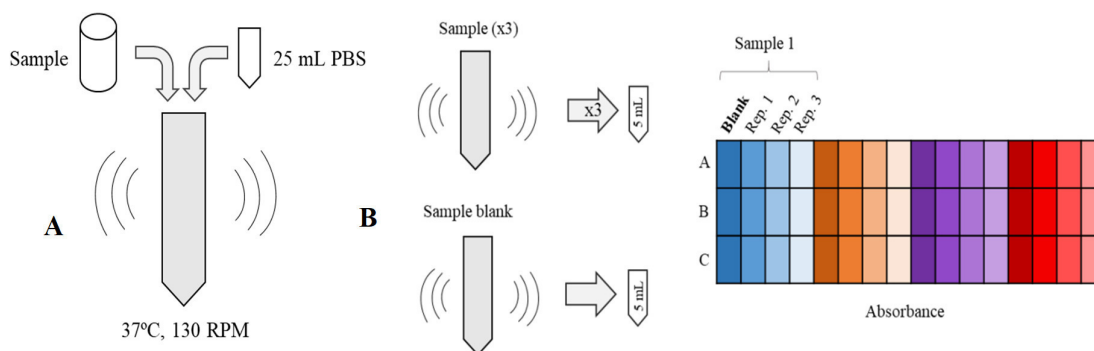 Sample
25 mL PBS
A
37ºC, 130 RPM
B
Sample (x3)
x3
5 mL
Sample blank
5 mL
Sample 1
Blank
Rep. 1
Rep. 2
Rep. 3
A
B
C
Absorbance